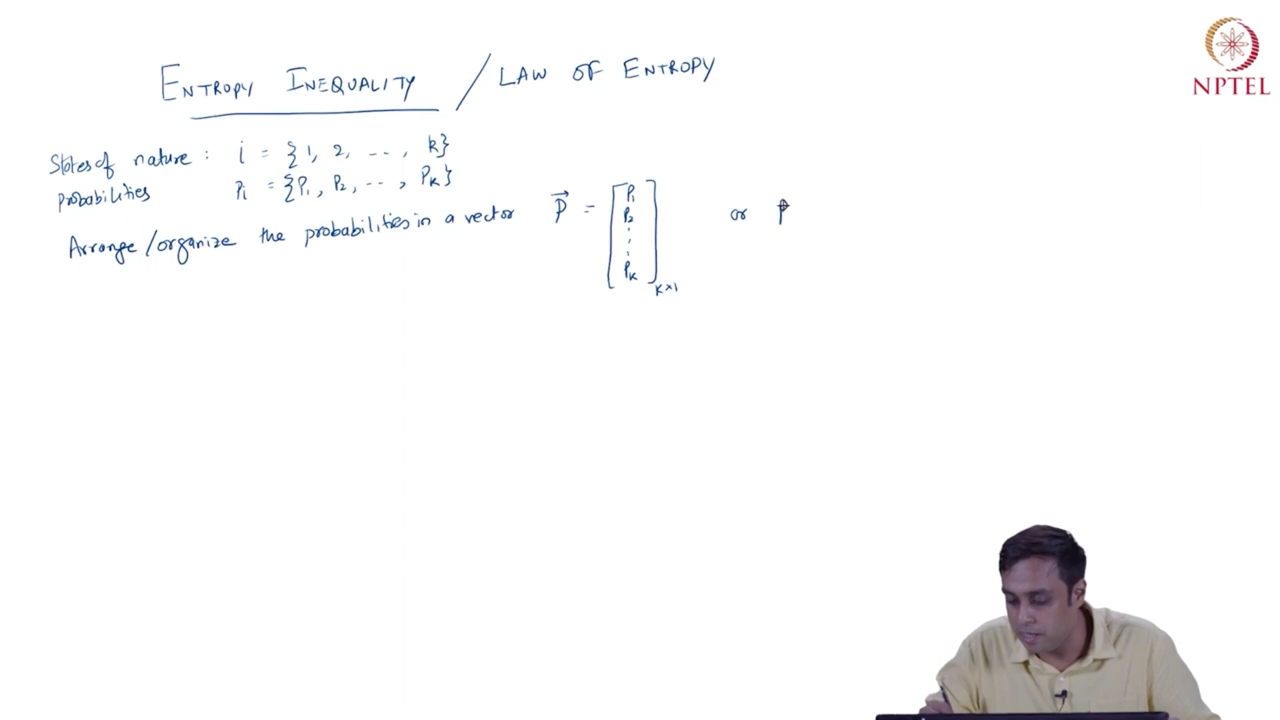 ENTROPY INEQUALITY / LAW OF ENTROPY
NPTEL
States of nature : i = {1, 2, ..., k}
Probabilities Pi = {P1, P2, ..., Pk}
Arrange/organize the probabilities in a vector P⃗ = [P1 P2 ⋮ Pk]k×1 or P